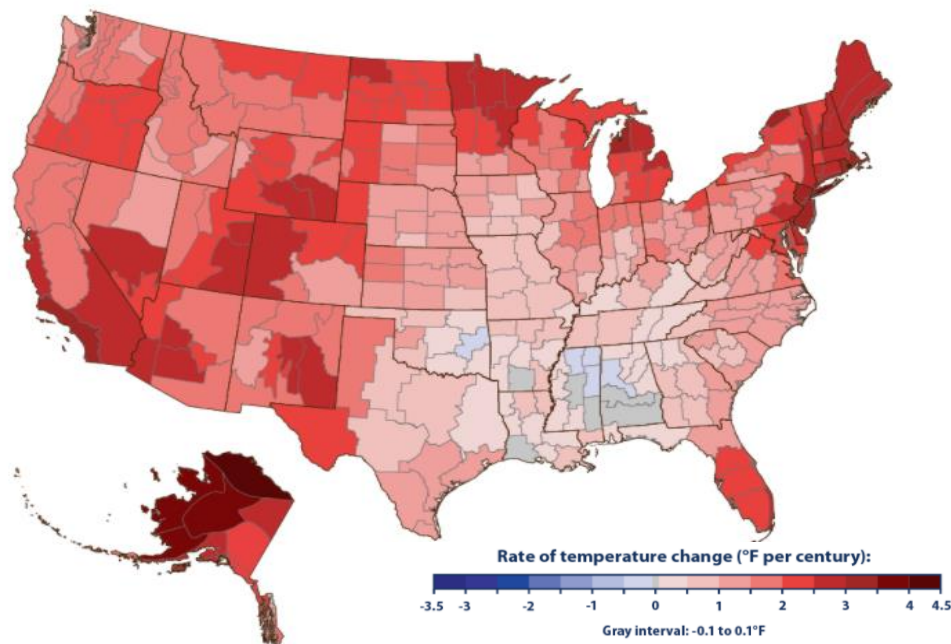 Rate of temperature change (°F per century):
-3.5 -3 -2 -1 0 1 2 3 4 4.5
Gray interval: -0.1 to 0.1°F